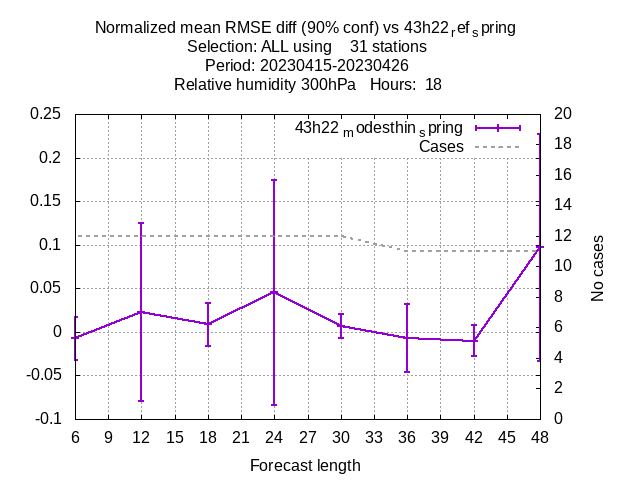 Normalized mean RMSE diff (90% conf) vs 43h22refspring
Selection: ALL using 31 stations
Period: 20230415-20230426
Relative humidity 300hPa Hours: 18
43h22modesthinspring
Cases
0.25
0.2
0.15
0.1
0.05
0
-0.05
-0.1
20
18
16
14
12
10
8
6
4
2
0
No cases
6 9 12 15 18 21 24 27 30 33 36 39 42 45 48
Forecast length